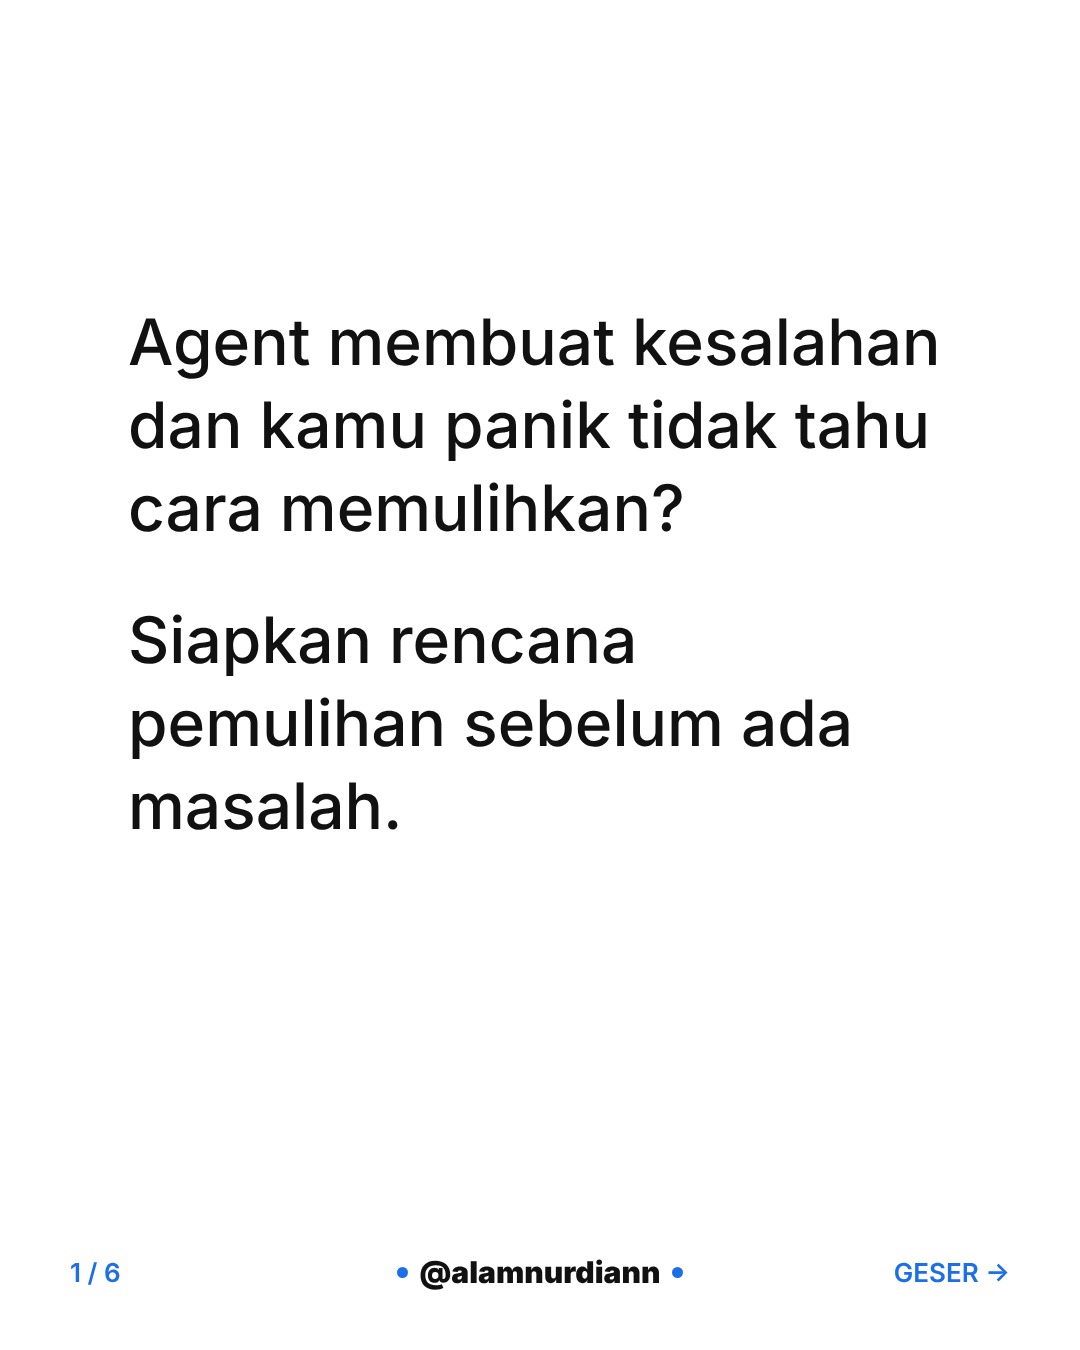 Agent membuat kesalahan
dan kamu panik tidak tahu
cara memulihkan?
Siapkan rencana
pemulihan sebelum ada
masalah.
1 / 6
• @alamnurdiann •
GESER →